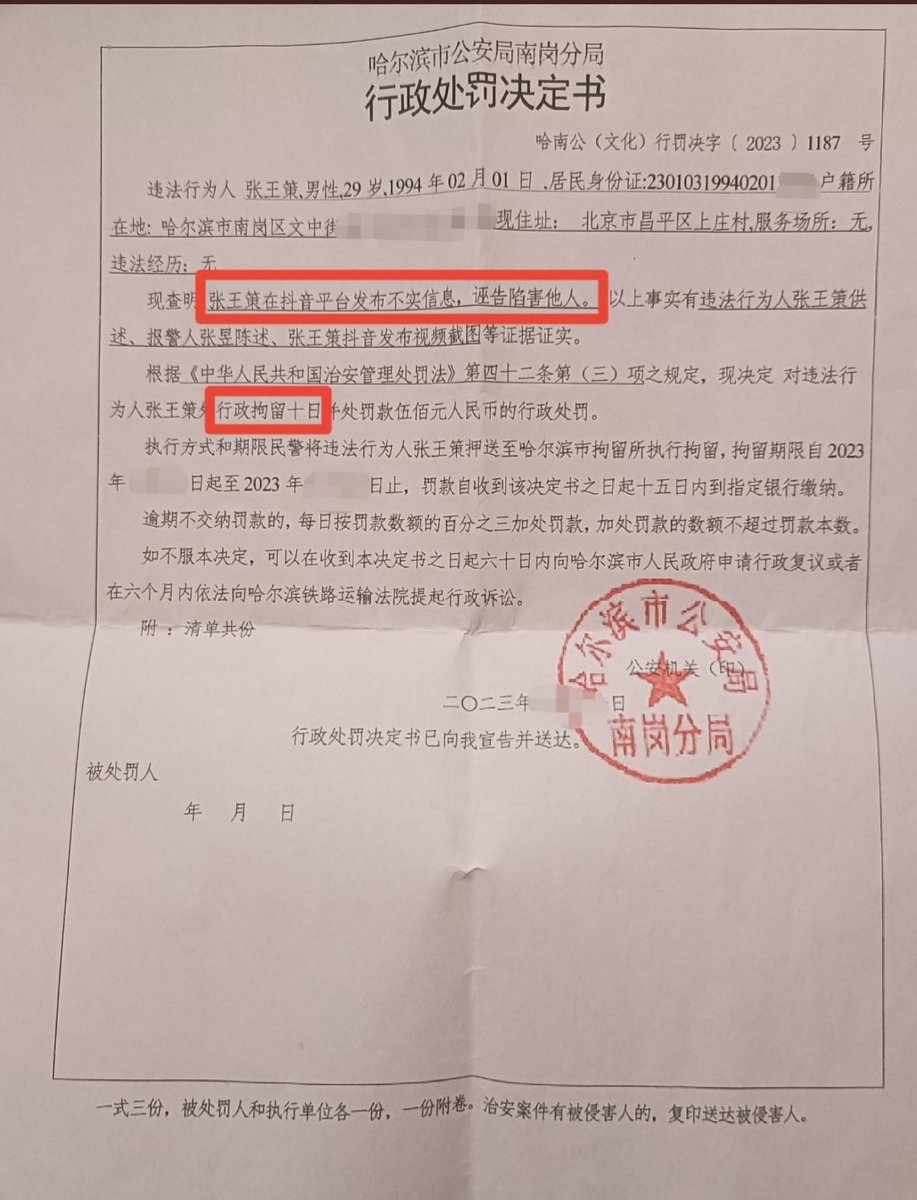 哈尔滨市公安局南岗分局
行政处罚决定书
哈南公（文化）行罚决字〔2023〕1187 号
违法行为人 张王策,男性,29岁,1994年02月01日 ,居民身份证:23010319940201 户籍所
在地: 哈尔滨市南岗区文中街 现住址： 北京市昌平区上庄村,服务场所：无,
违法经历：无
现查明 张王策在抖音平台发布不实信息，诬告陷害他人。以上事实有违法行为人张王策供
述、报警人张昱陈述、张王策抖音发布视频截图等证据证实。
根据《中华人民共和国治安管理处罚法》第四十二条第（三）项之规定，现决定 对违法行
为人张王策处行政拘留十日并处罚款伍佰元人民币的行政处罚。
执行方式和期限民警将违法行为人张王策押送至哈尔滨市拘留所执行拘留，拘留期限自2023
年 日起至2023年 日止，罚款自收到该决定书之日起十五日内到指定银行缴纳。
逾期不交纳罚款的，每日按罚款数额的百分之三加处罚款，加处罚款的数额不超过罚款本数。
如不服本决定，可以在收到本决定书之日起六十日内向哈尔滨市人民政府申请行政复议或者
在六个月内依法向哈尔滨铁路运输法院提起行政诉讼。
附 ：清单共份
公安机关（印）
哈尔滨市公安局
南岗分局
二〇二三年 日
行政处罚决定书已向我宣告并送达。
被处罚人
年 月 日
一式三份，被处罚人和执行单位各一份，一份附卷。治安案件有被侵害人的，复印送达被侵害人。